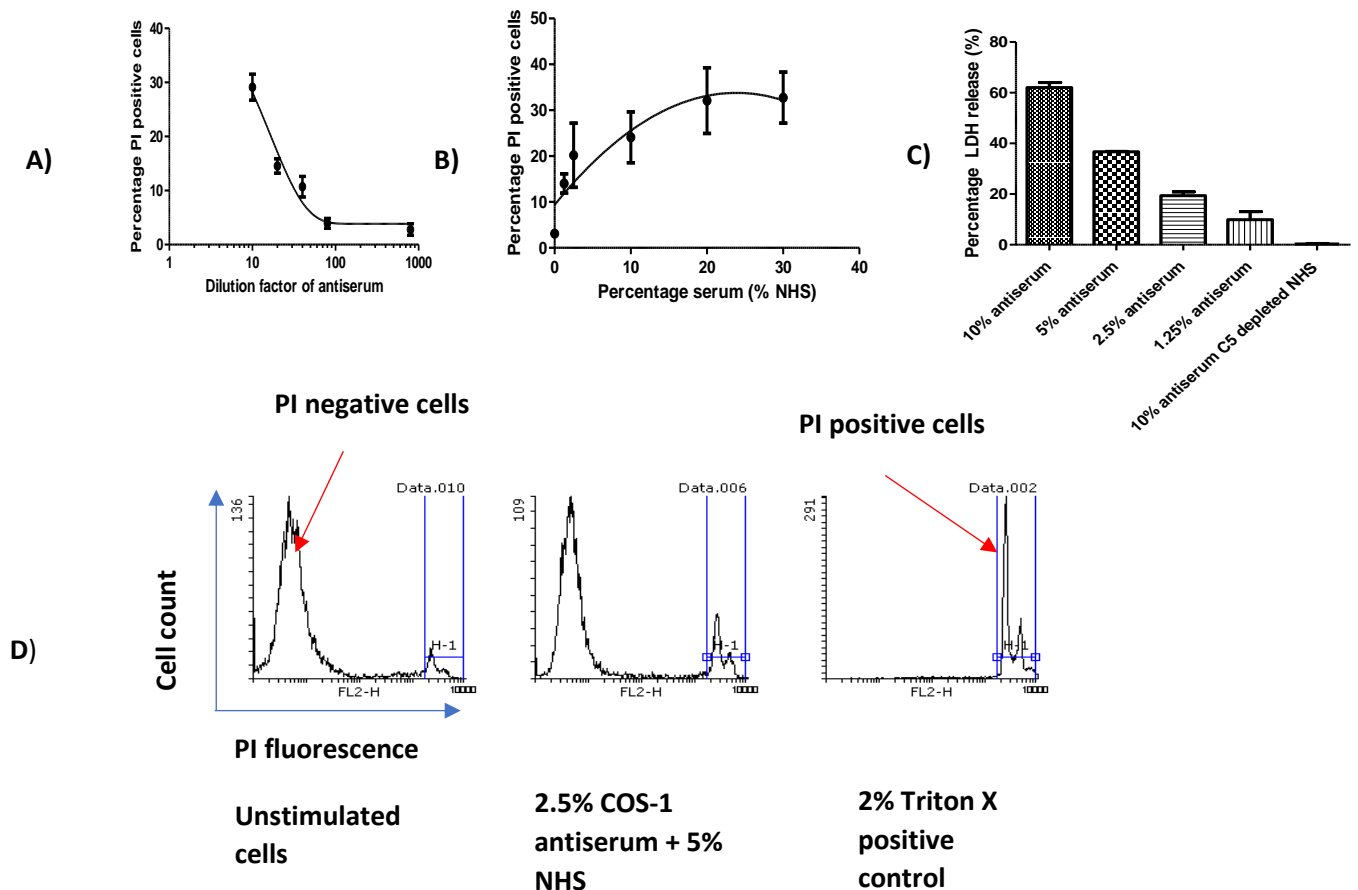 A)
Percentage PI positive cells
40
30
20
10
0
1
10
100
1000
Dilution factor of antiserum
B)
Percentage PI positive cells
50
40
30
20
10
0
0
10
20
30
40
Percentage serum (% NHS)
C)
Percentage LDH release (%)
80
60
40
20
0
10% antiserum
5% antiserum
2.5% antiserum
1.25% antiserum
10% antiserum C5 depleted NHS
PI negative cells
PI positive cells
D)
Cell count
Data.010
136
H-1
FL2-H
Data.006
109
H-1
FL2-H
Data.002
291
H-1
FL2-H
PI fluorescence
Unstimulated
cells
2.5% COS-1
antiserum + 5%
NHS
2% Triton X
positive
control